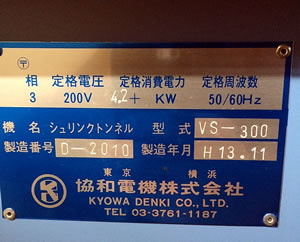 〒
相 定格電圧 定格消費電力 定格周波数
3 200V 4.2+ KW 50/60Hz
機名 シュリンクトンネル 型式 VS-300
製造番号 D-2010 製造年月 H13.11
東京 横浜
協和電機株式会社
KYOWA DENKI CO., LTD.
TEL 03-3761-1187